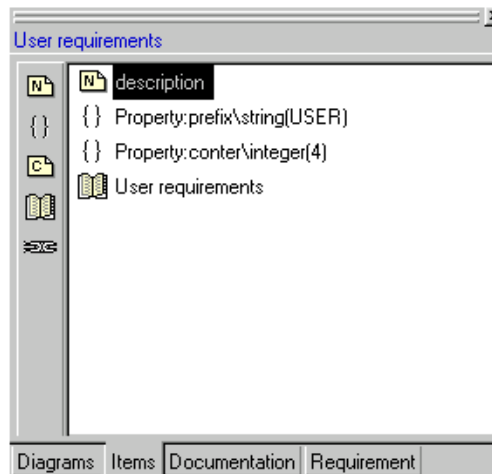 User requirements
N description
N
{ } Property:prefix\string(USER)
{ }
{ } Property:conter\integer(4)
C
User requirements
Diagrams Items Documentation Requirement